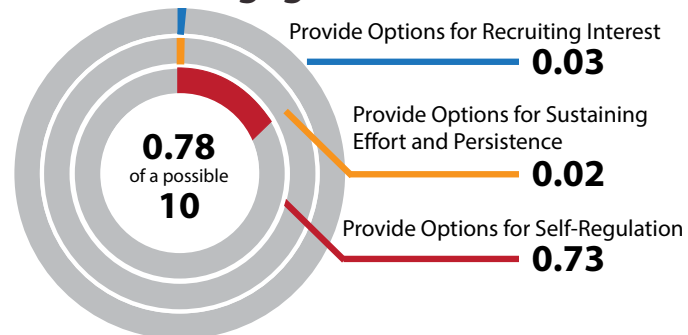 Provide Options for Recruiting Interest
0.03
Provide Options for Sustaining
Effort and Persistence
0.02
Provide Options for Self-Regulation
0.73
0.78
of a possible
10